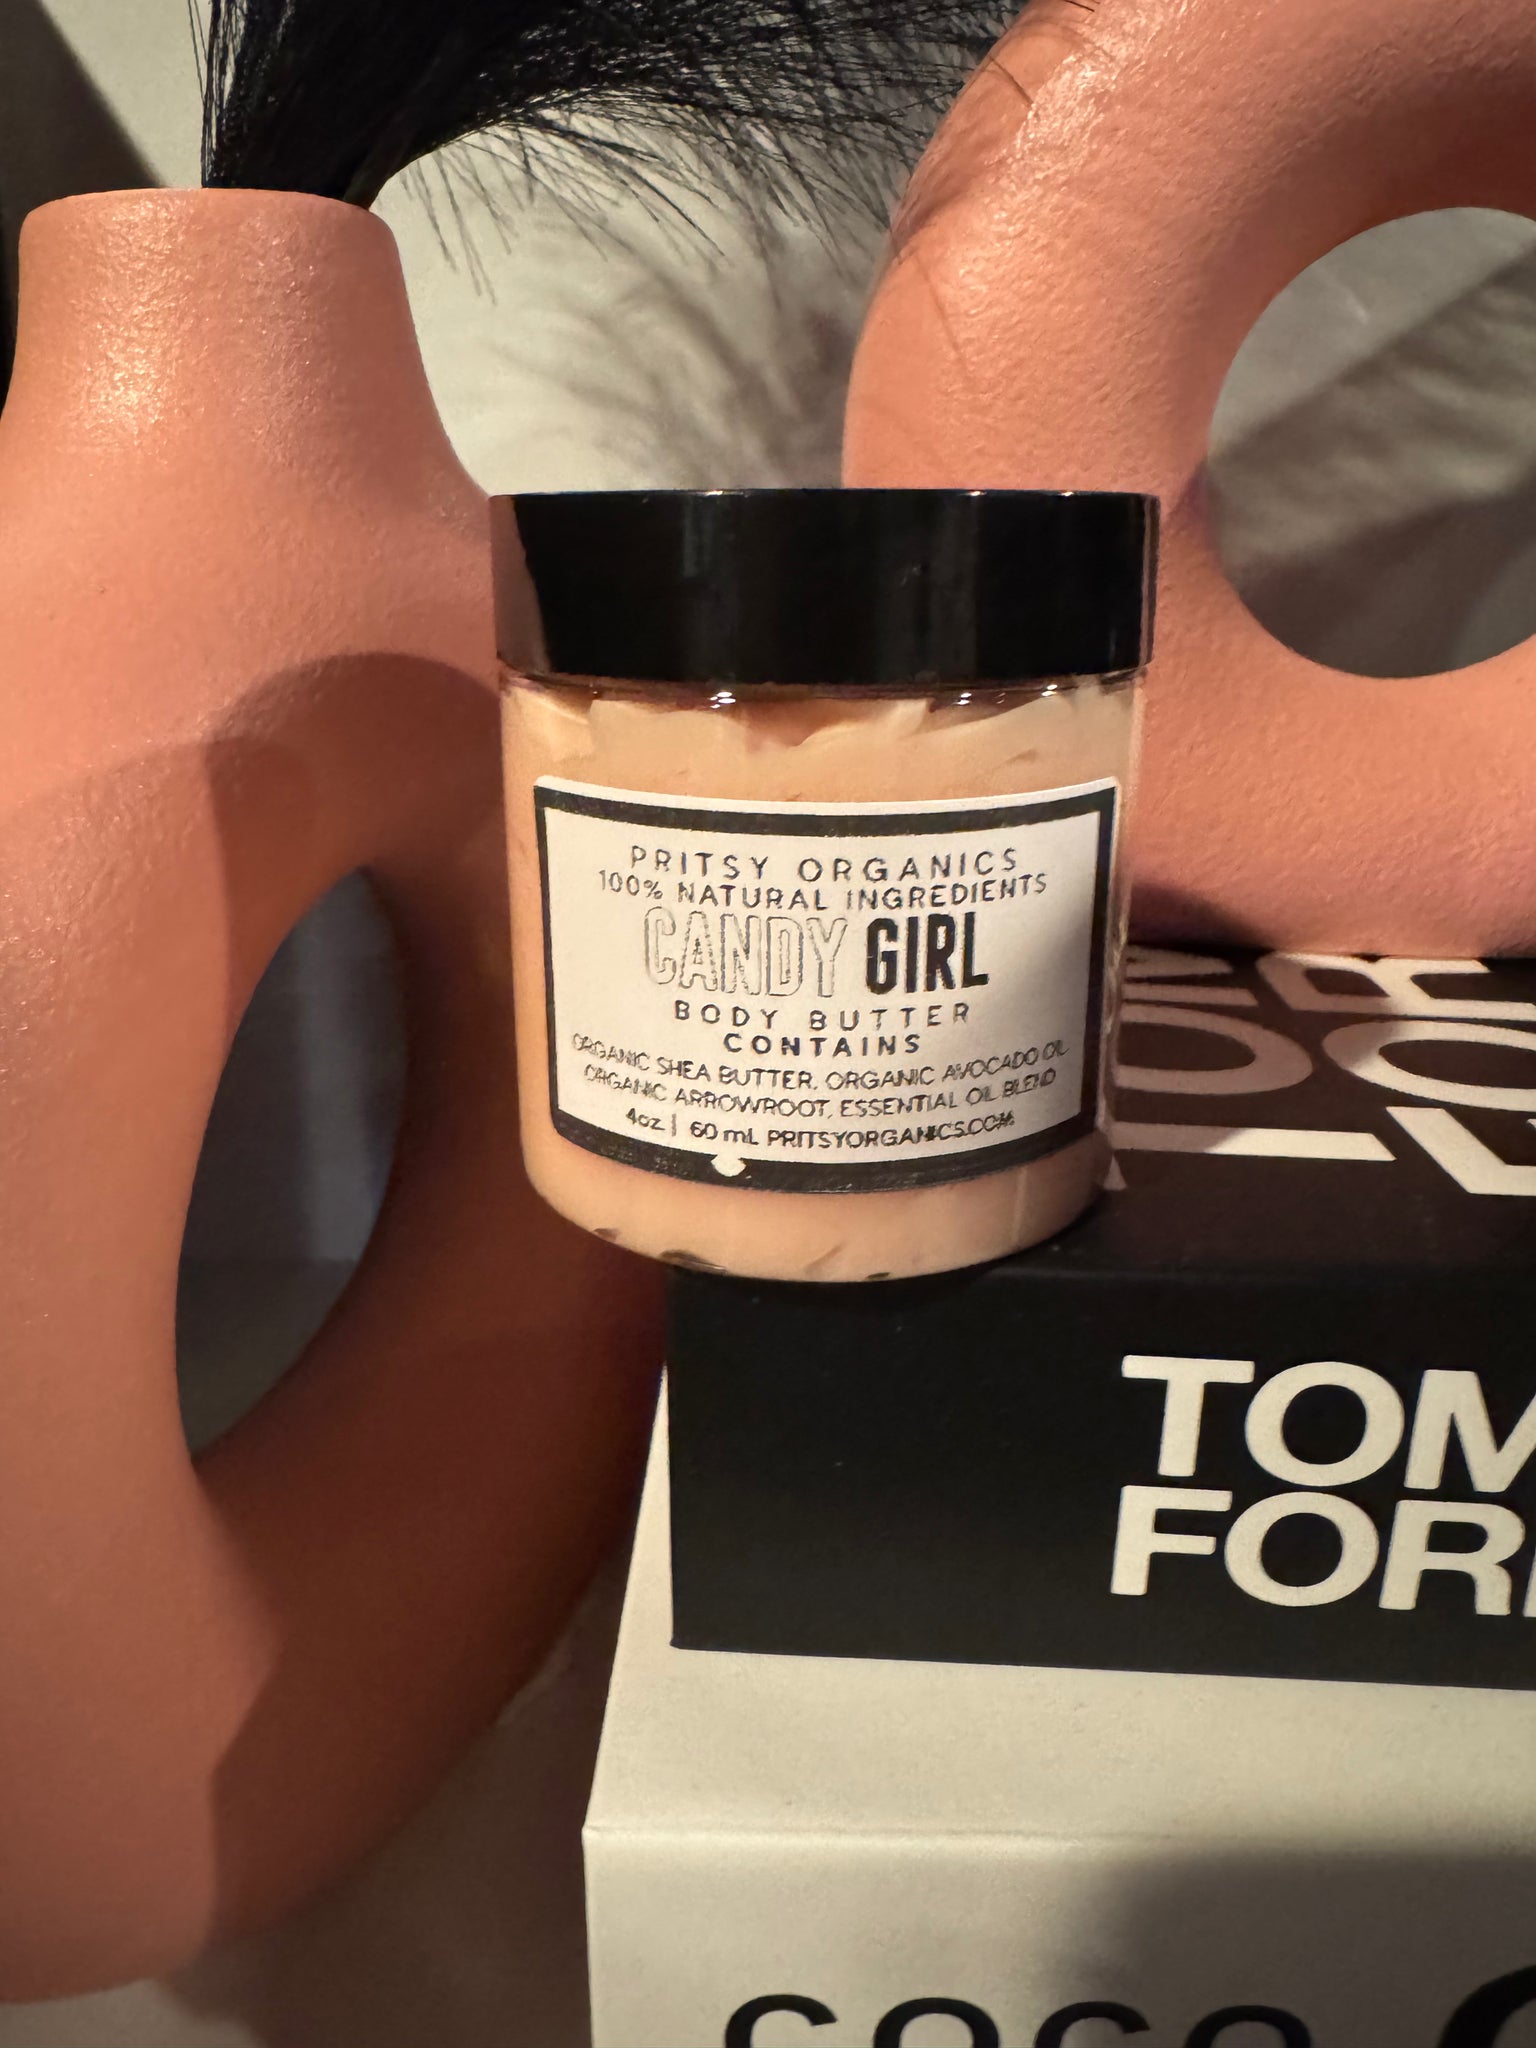 PRITSY ORGANICS
100% NATURAL INGREDIENTS
CANDY GIRL
BODY BUTTER
CONTAINS
ORGANIC SHEA BUTTER, ORGANIC AVOCADO OIL
ORGANIC ARROWROOT, ESSENTIAL OIL BLEND
4oz | 60 mL PRITSYORGANICS.COM
TOM
FOR
COCO